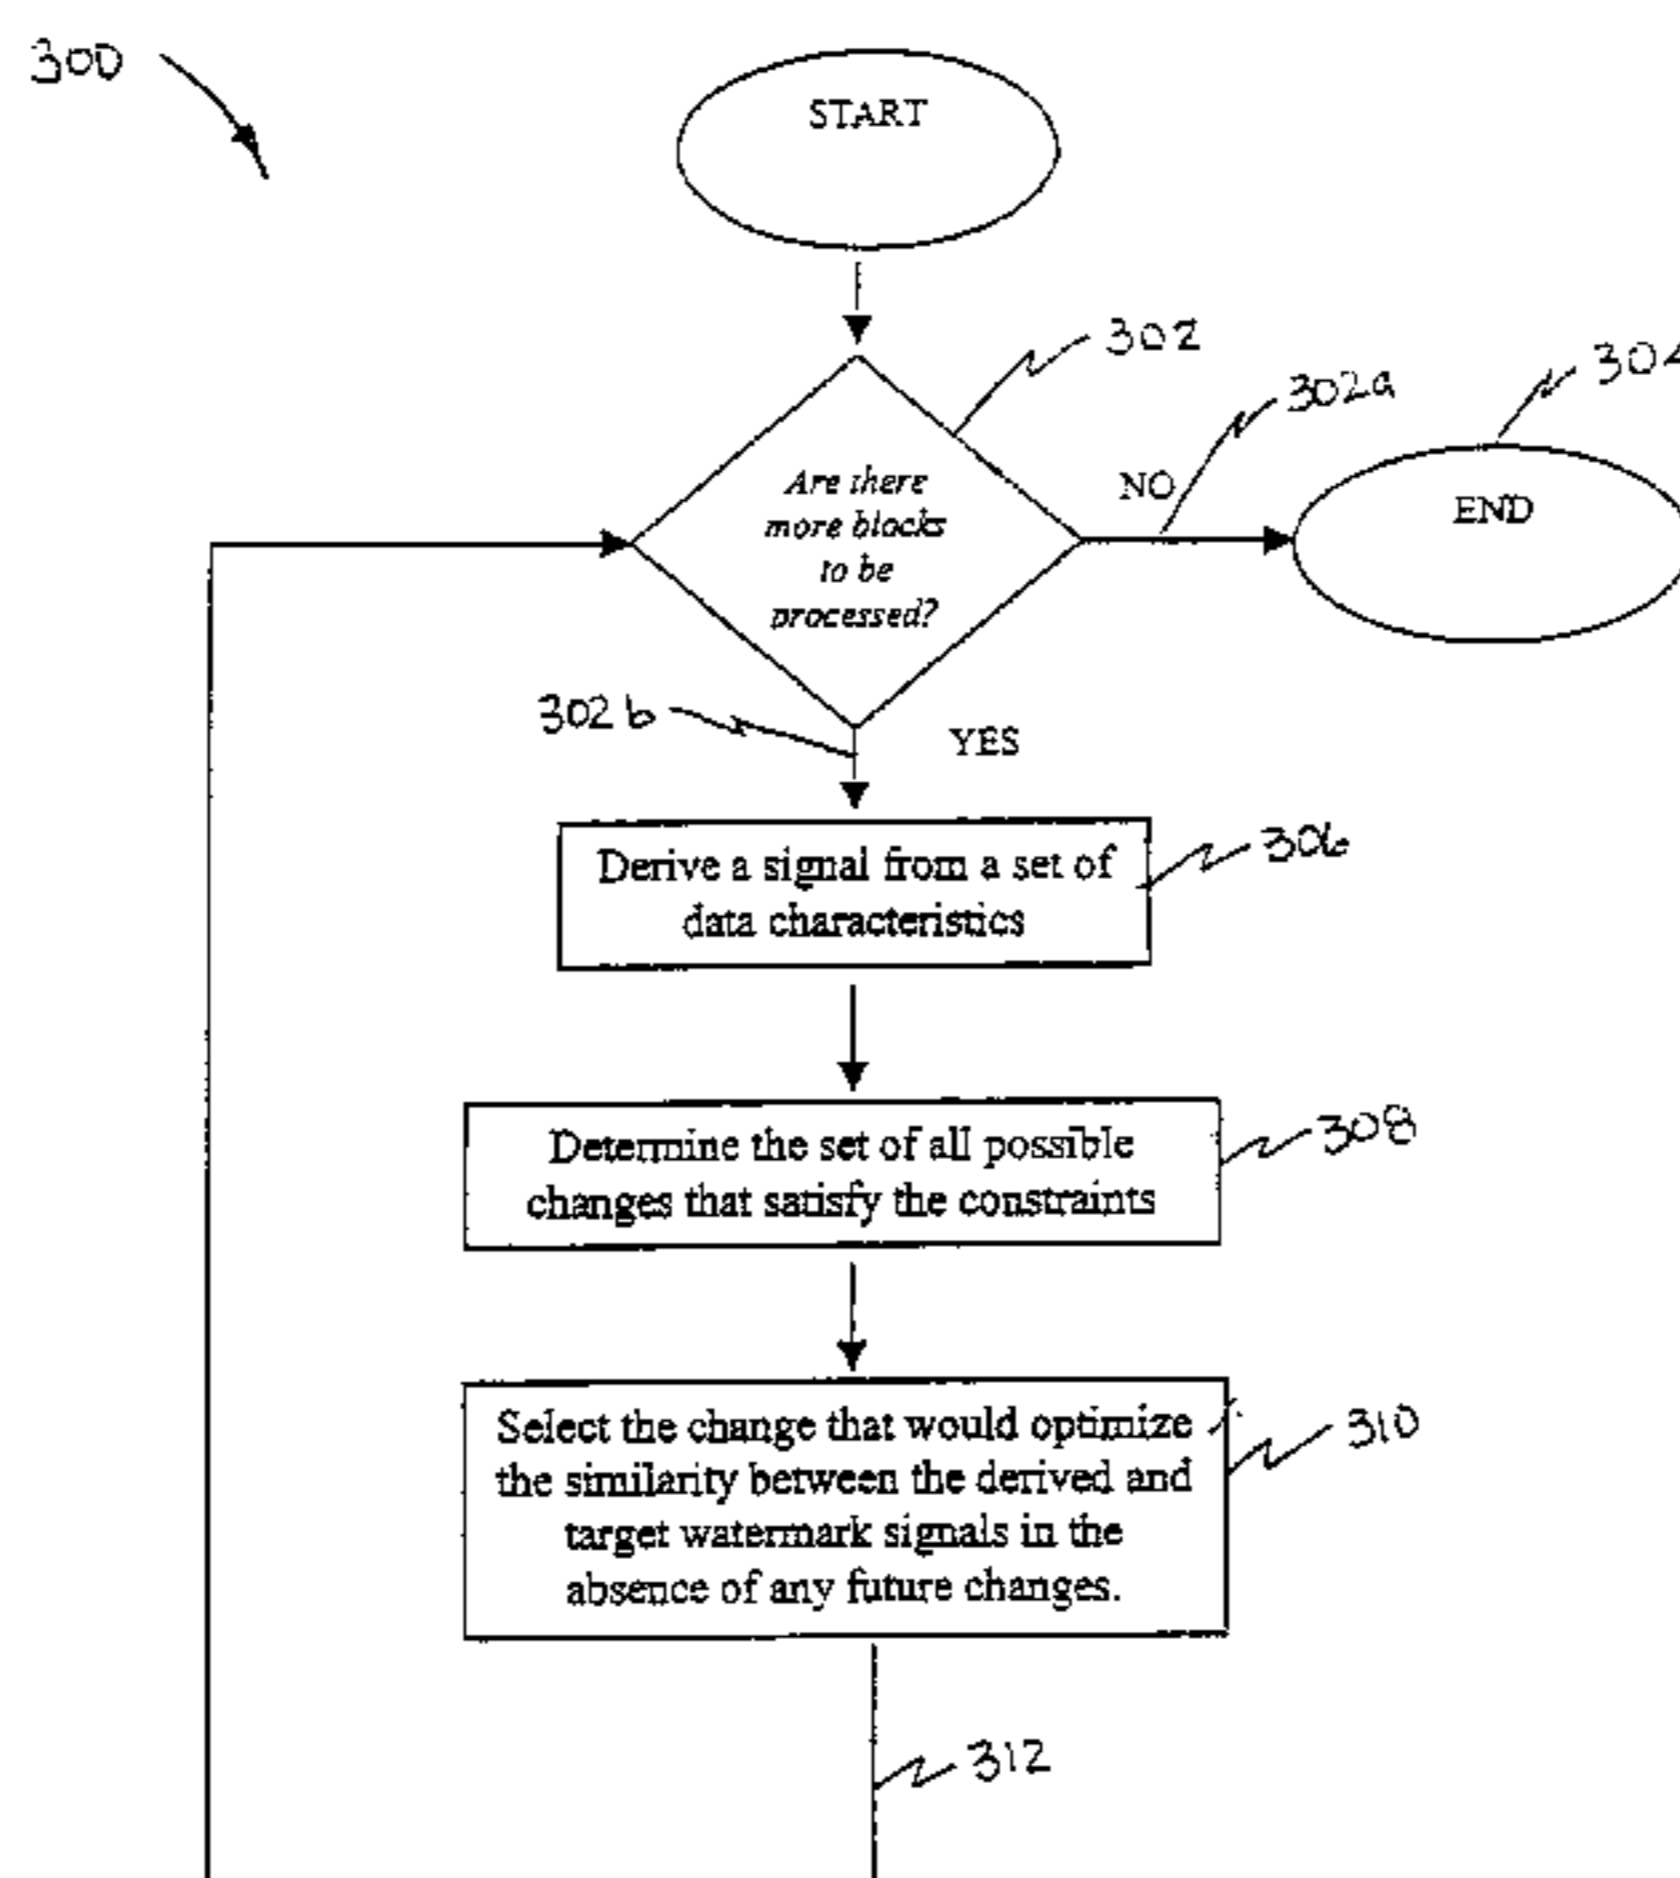 300
START
302
302a
NO
END
Are there
more blocks
to be
processed?
302b
YES
306
Derive a signal from a set of
data characteristics
308
Determine the set of all possible
changes that satisfy the constraints
310
Select the change that would optimize
the similarity between the derived and
target watermark signals in the
absence of any future changes.
312